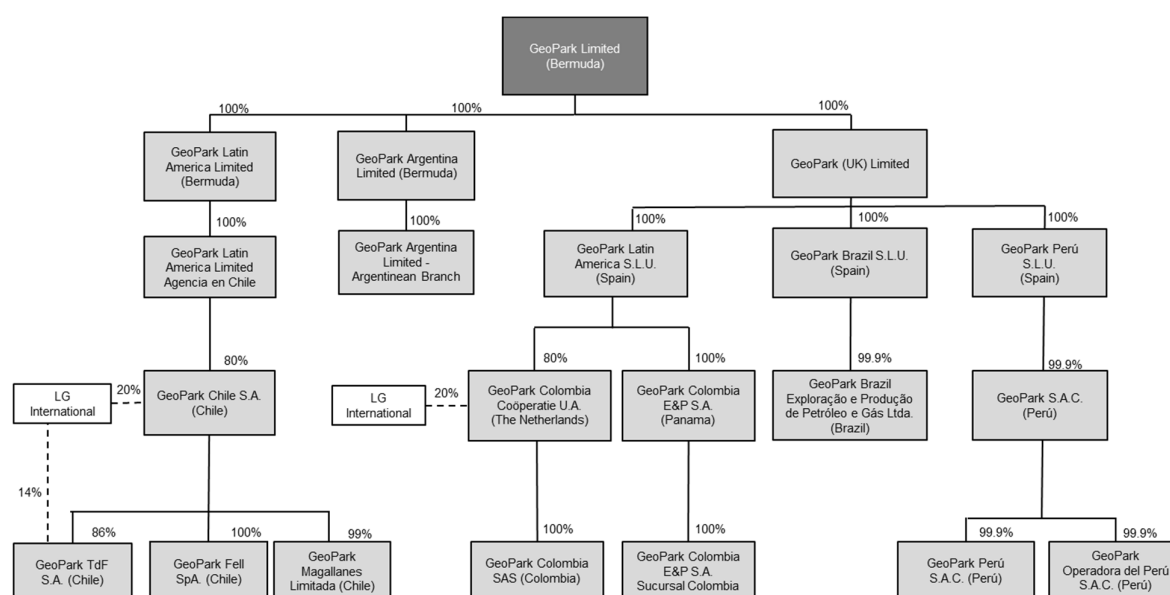 GeoPark Limited
(Bermuda)
100%
100%
100%
GeoPark Latin
America Limited
(Bermuda)
GeoPark Argentina
Limited (Bermuda)
GeoPark (UK) Limited
100%
100%
100%
100%
100%
GeoPark Latin
America Limited
Agencia en Chile
GeoPark Argentina
Limited -
Argentinean Branch
GeoPark Latin
America S.L.U.
(Spain)
GeoPark Brazil S.L.U.
(Spain)
GeoPark Perú
S.L.U.
(Spain)
80%
80%
100%
99.9%
99.9%
LG
International
20%
GeoPark Chile S.A.
(Chile)
LG
International
20%
GeoPark Colombia
Coöperatie U.A.
(The Netherlands)
GeoPark Colombia
E&P S.A.
(Panama)
GeoPark Brazil
Exploração e Produção
de Petróleo e Gás Ltda.
(Brazil)
GeoPark S.A.C.
(Perú)
14%
86%
100%
99%
100%
100%
99.9%
99.9%
GeoPark TdF
S.A. (Chile)
GeoPark Fell
SpA. (Chile)
GeoPark
Magallanes
Limitada (Chile)
GeoPark Colombia
SAS (Colombia)
GeoPark Colombia
E&P S.A.
Sucursal Colombia
GeoPark Perú
S.A.C. (Perú)
GeoPark
Operadora del Perú
S.A.C. (Perú)